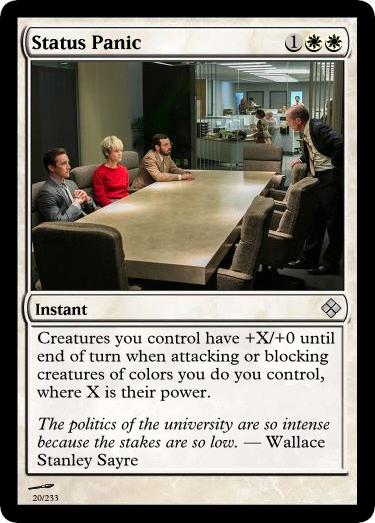 Status Panic 1
Instant
Creatures you control have +X/+0 until
end of turn when attacking or blocking
creatures of colors you do you control,
where X is their power.
The politics of the university are so intense
because the stakes are so low. — Wallace
Stanley Sayre
20/233